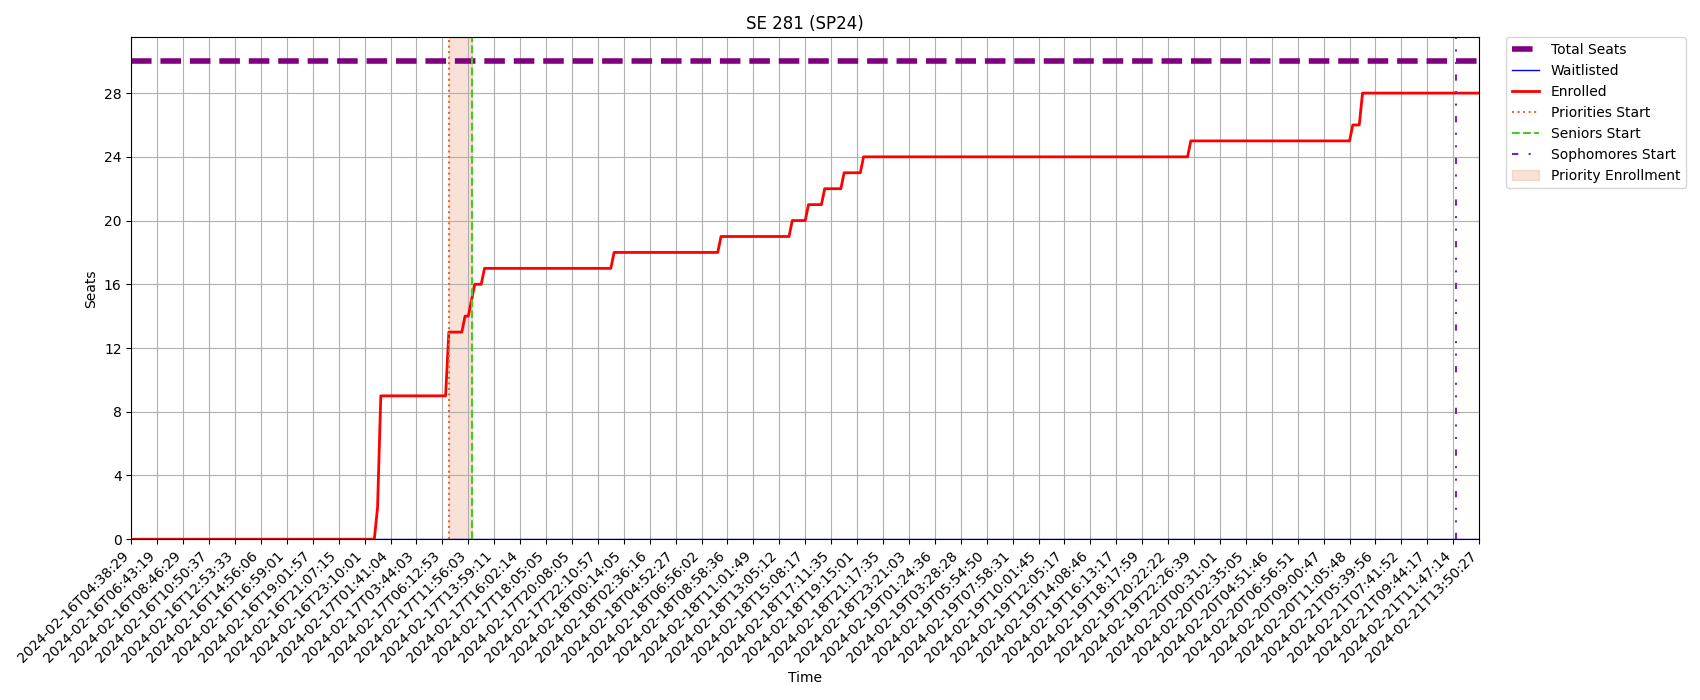 SE 281 (SP24)
Total Seats
Waitlisted
Enrolled
Priorities Start
Seniors Start
Sophomores Start
Priority Enrollment
Seats
28
24
20
16
12
8
4
0
2024-02-16T04:38:29
2024-02-16T06:43:19
2024-02-16T08:46:29
2024-02-16T10:50:37
2024-02-16T12:53:33
2024-02-16T14:56:06
2024-02-16T16:59:01
2024-02-16T19:01:57
2024-02-16T21:07:15
2024-02-16T23:10:01
2024-02-17T01:41:04
2024-02-17T03:44:03
2024-02-17T06:12:53
2024-02-17T11:56:03
2024-02-17T13:59:11
2024-02-17T16:02:14
2024-02-17T18:05:05
2024-02-17T20:08:05
2024-02-17T22:10:57
2024-02-18T00:14:05
2024-02-18T02:36:16
2024-02-18T04:52:27
2024-02-18T06:56:02
2024-02-18T08:58:36
2024-02-18T11:01:49
2024-02-18T13:05:12
2024-02-18T15:08:17
2024-02-18T17:11:35
2024-02-18T19:15:01
2024-02-18T21:17:35
2024-02-18T23:21:03
2024-02-19T01:24:36
2024-02-19T03:28:28
2024-02-19T05:54:50
2024-02-19T07:58:31
2024-02-19T10:01:45
2024-02-19T12:05:17
2024-02-19T14:08:46
2024-02-19T16:13:17
2024-02-19T18:17:59
2024-02-19T20:22:22
2024-02-19T22:26:39
2024-02-20T00:31:01
2024-02-20T02:35:05
2024-02-20T04:51:46
2024-02-20T06:56:51
2024-02-20T09:00:47
2024-02-20T11:05:48
2024-02-21T05:39:56
2024-02-21T07:41:52
2024-02-21T09:44:17
2024-02-21T11:47:14
2024-02-21T13:50:27
Time